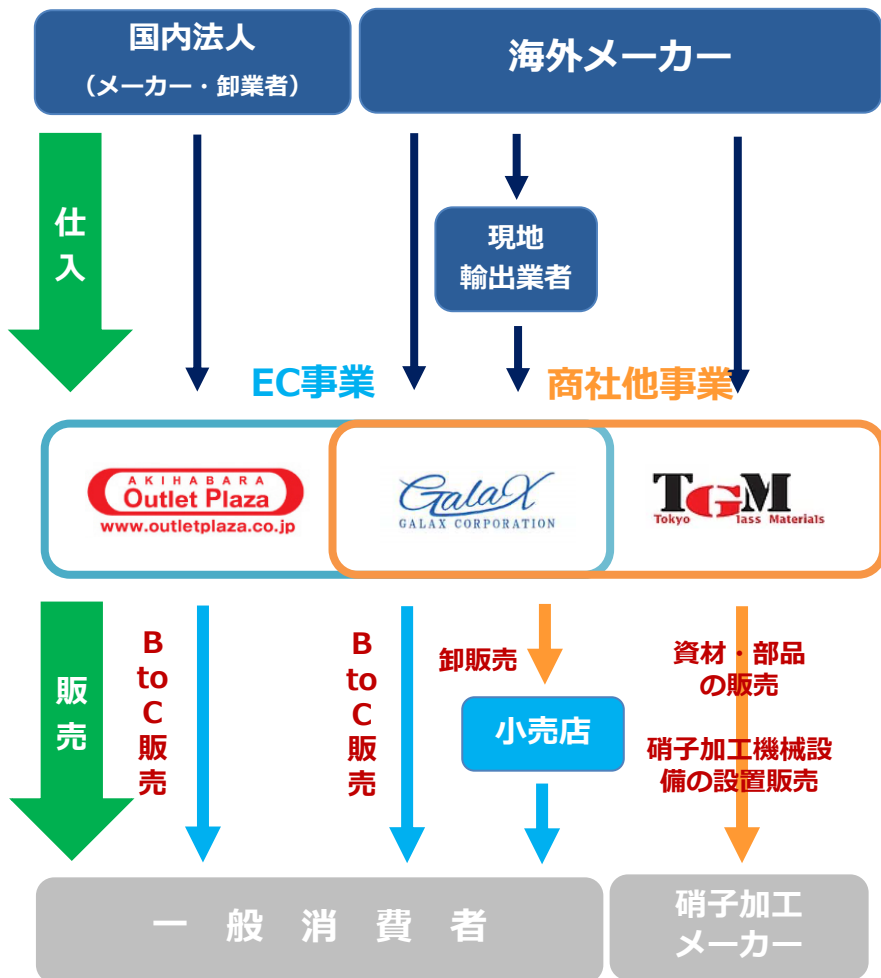 国内法人
（メーカー・卸業者）
海外メーカー
仕
入
現地
輸出業者
EC事業
商社他事業
AKIHABARA
Outlet Plaza
www.outletplaza.co.jp
GalaX
GALAX CORPORATION
TGM
Tokyo Glass Materials
販
売
B
to
C
販
売
B
to
C
販
売
卸販売
小売店
資材・部品
の販売
硝子加工機械設
備の設置販売
一般消費者
硝子加工
メーカー